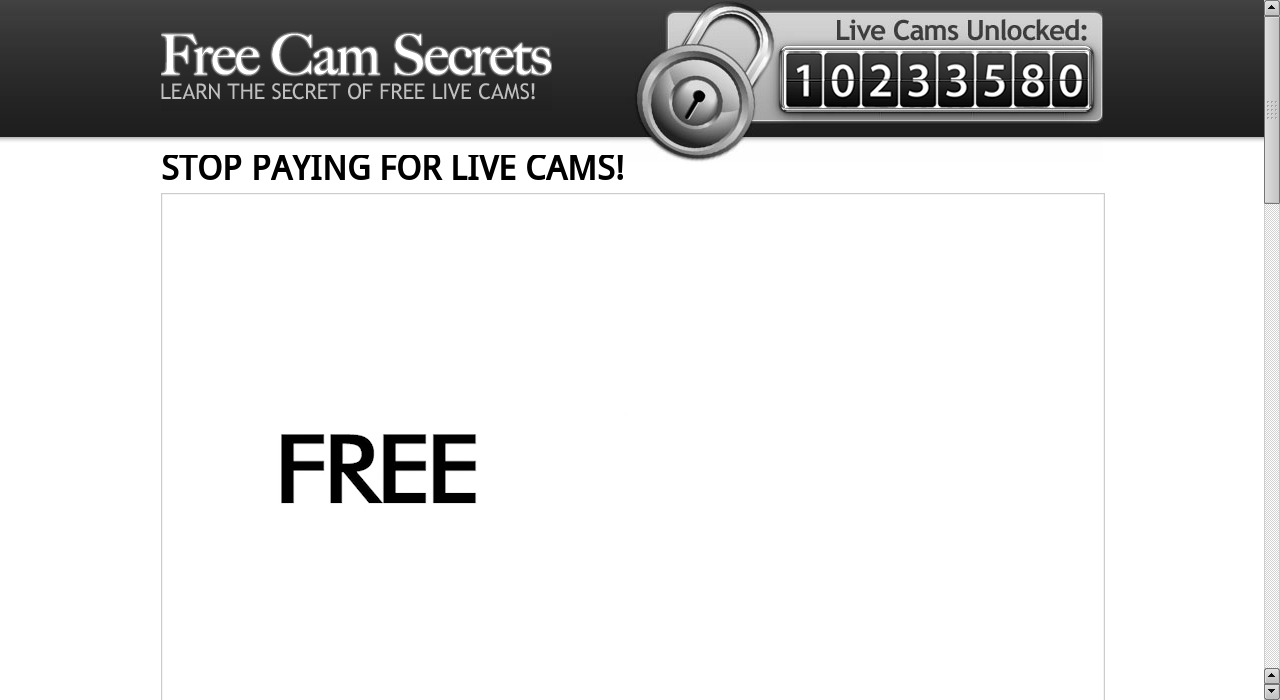 Free Cam Secrets
LEARN THE SECRET OF FREE LIVE CAMS!
Live Cams Unlocked:
10233580
STOP PAYING FOR LIVE CAMS!
FREE